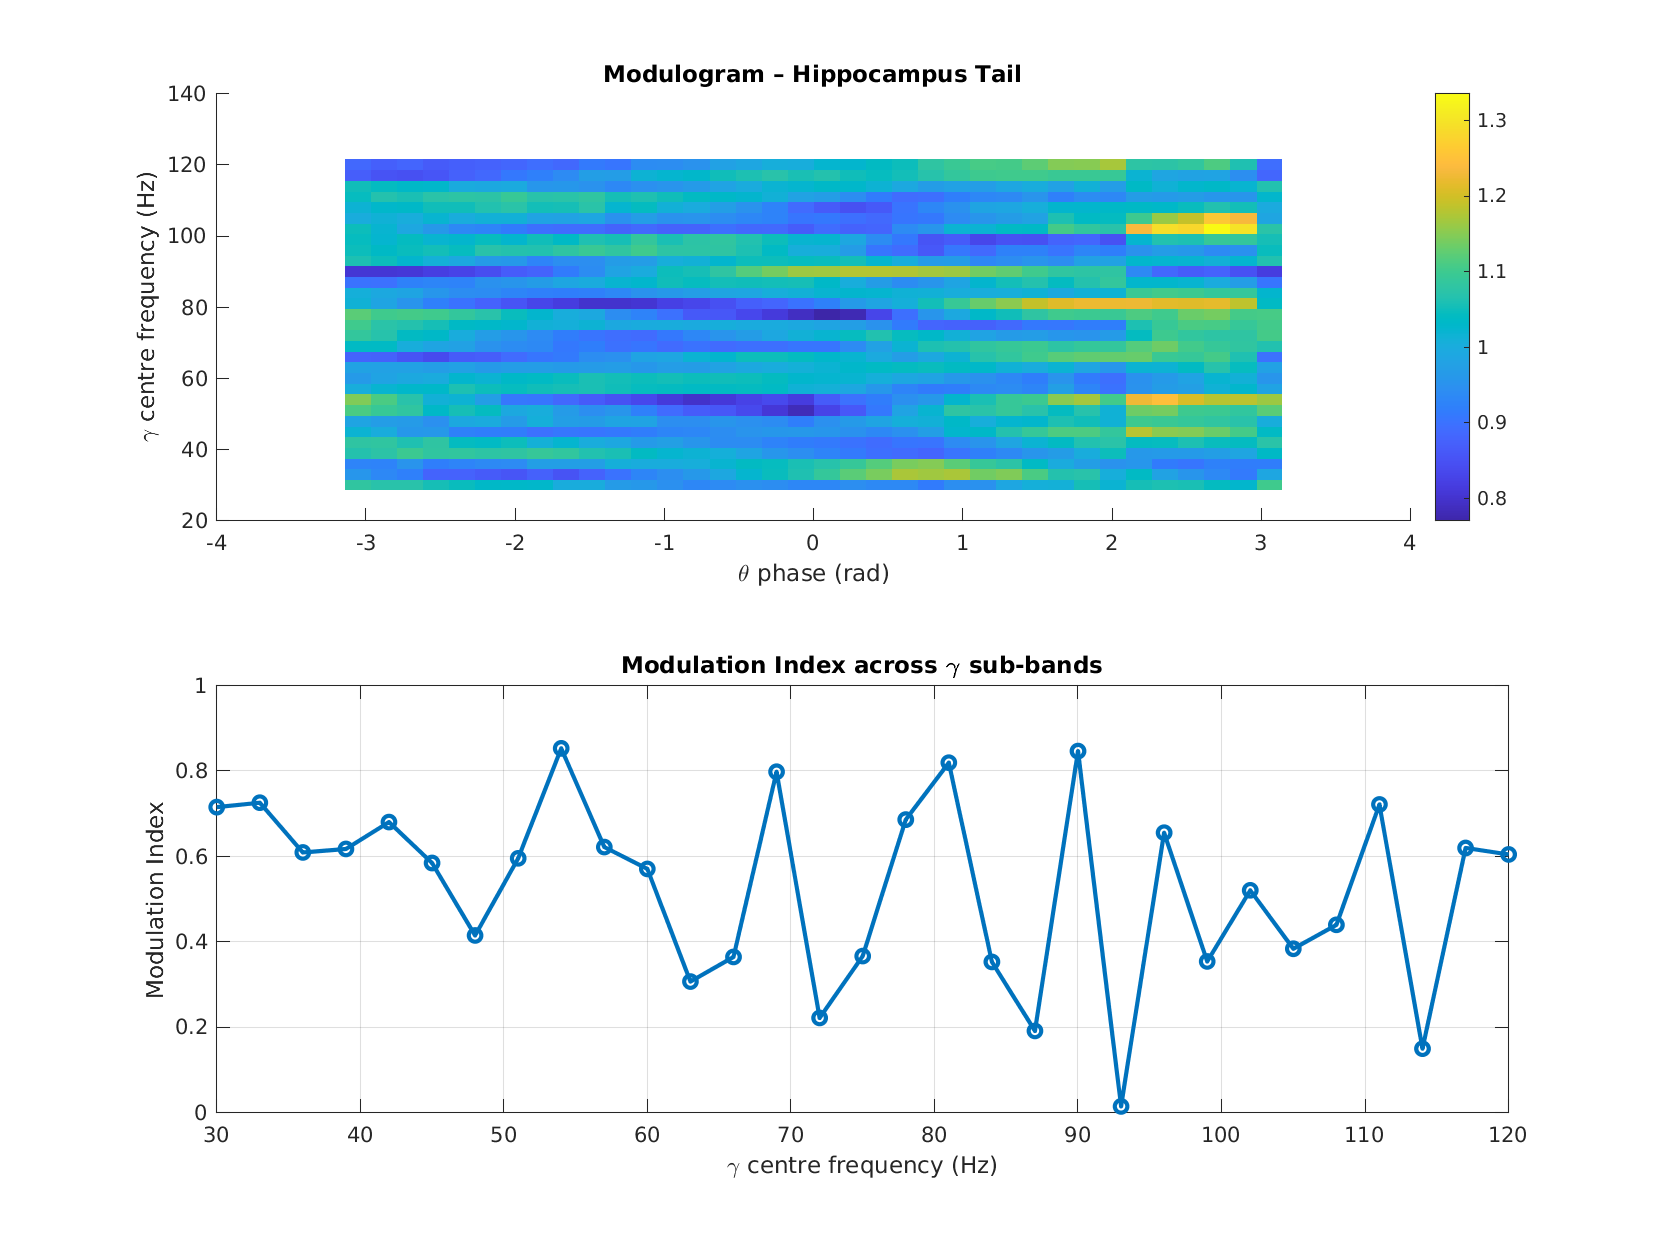 Modulogram – Hippocampus Tail
140
120
100
80
60
40
20
γ centre frequency (Hz)
-4 -3 -2 -1 0 1 2 3 4
θ phase (rad)
1.3
1.2
1.1
1
0.9
0.8
Modulation Index across γ sub-bands
1
0.8
0.6
0.4
0.2
0
Modulation Index
30 40 50 60 70 80 90 100 110 120
γ centre frequency (Hz)